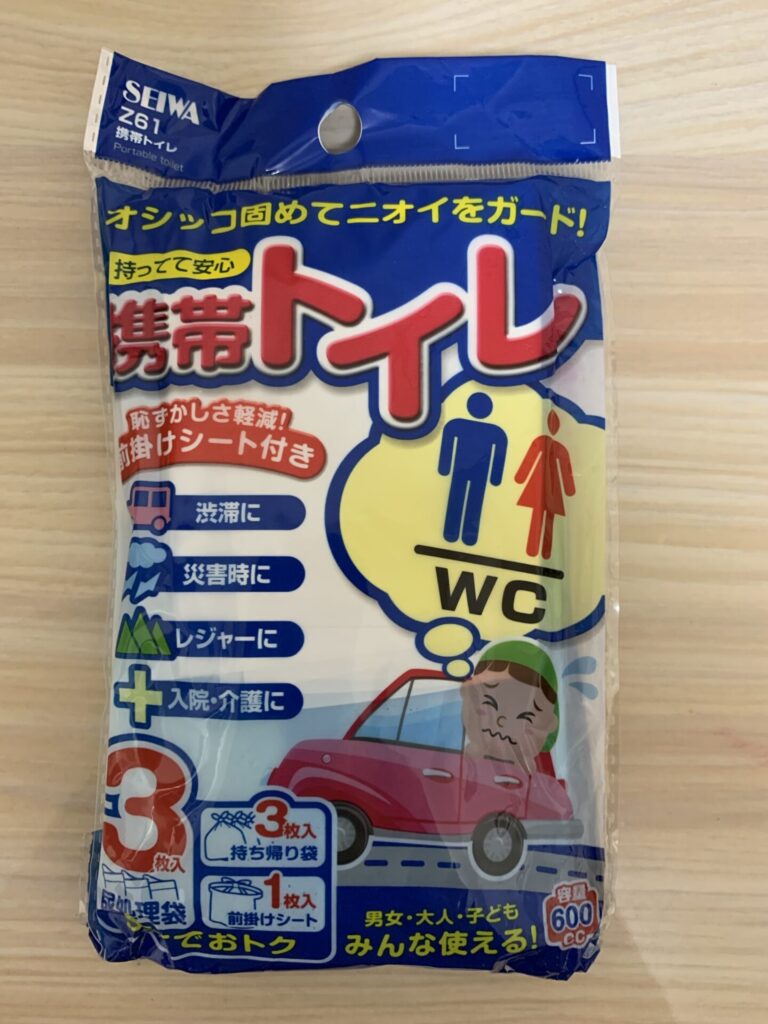 SEIWA
Z61
携帯トイレ
Portable toilet
オシッコ固めてニオイをガード!
持ってて安心
携帯トイレ
恥ずかしさ軽減!
前掛けシート付き
WC
渋滞に
災害時に
レジャーに
入院・介護に
3枚入
処理袋
3枚入
持ち帰り袋
1枚入
前掛けシート
でおトク
男女・大人・子ども
みんな使える!
容量
600
CC